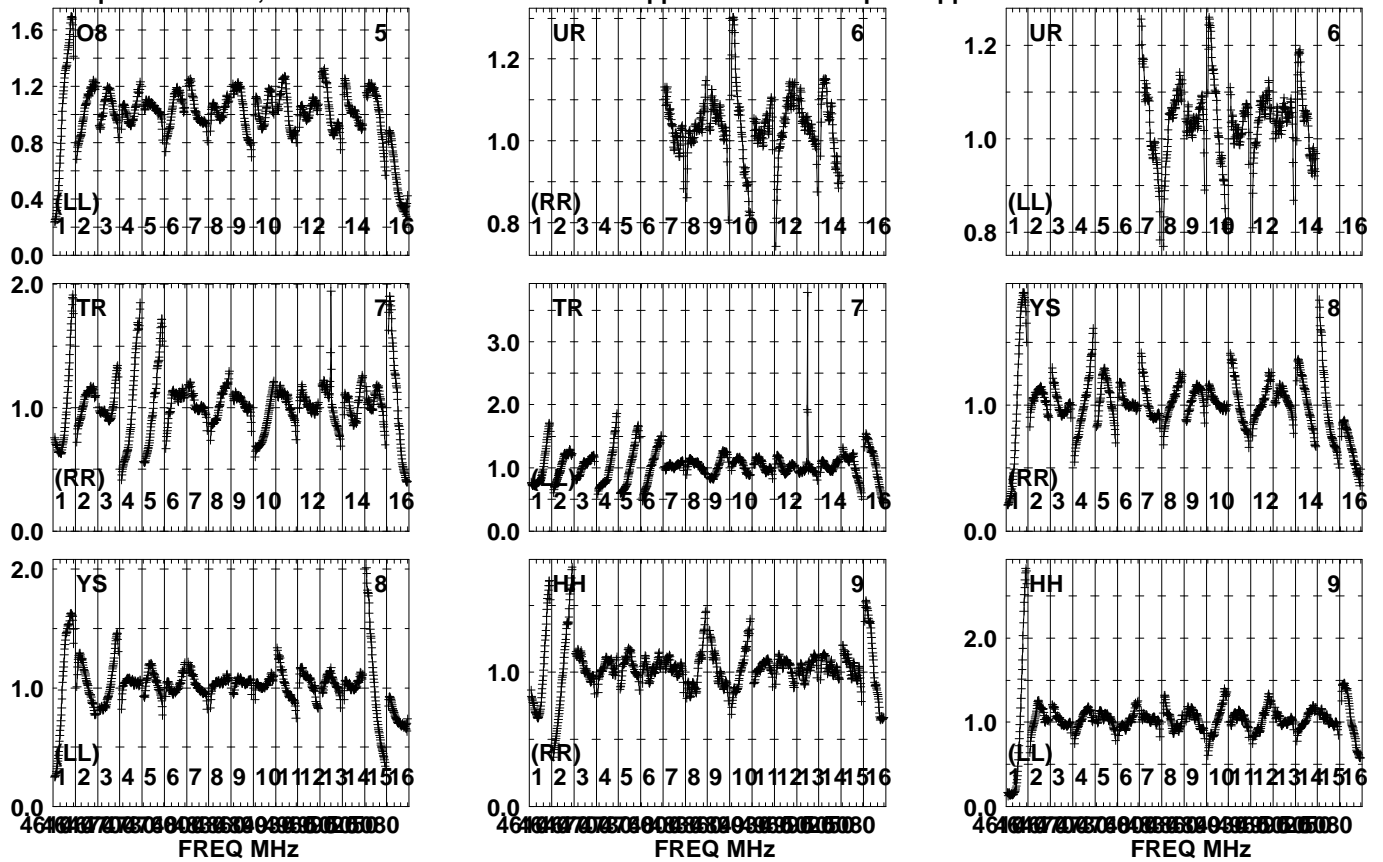 1.6 O8 5
1.2
0.8
0.4 (LL)
1 2 3 4 5 6 7 8 9 10 12 14 16
0.0
UR 6
1.2
1.0
(RR)
0.8 1 2 3 4 5 6 7 8 9 10 12 14 16
UR 6
1.2
1.0
(LL)
0.8 1 2 3 4 5 6 7 8 9 10 12 14 16
2.0 TR 7
1.0
(RR)
1 2 3 4 5 6 7 8 9 10 12 14 16
0.0
TR 7
3.0
2.0
1.0
(LL)
1 2 3 4 5 6 7 8 9 10 12 14 16
0.0
YS 8
1.0
(RR)
1 2 3 4 5 6 7 8 9 10 12 14 16
0.0
2.0 YS 8
1.0
(LL)
1 2 3 4 5 6 7 8 9 10 11 12 13 15 16
0.0
FREQ MHz
HH 9
1.0
(RR)
1 2 3 4 5 6 7 8 9 10 11 12 13 14 15 16
0.0
FREQ MHz
HH 9
2.0
1.0
(LL)
1 2 3 4 5 6 7 8 9 10 11 12 13 14 15 16
0.0
FREQ MHz